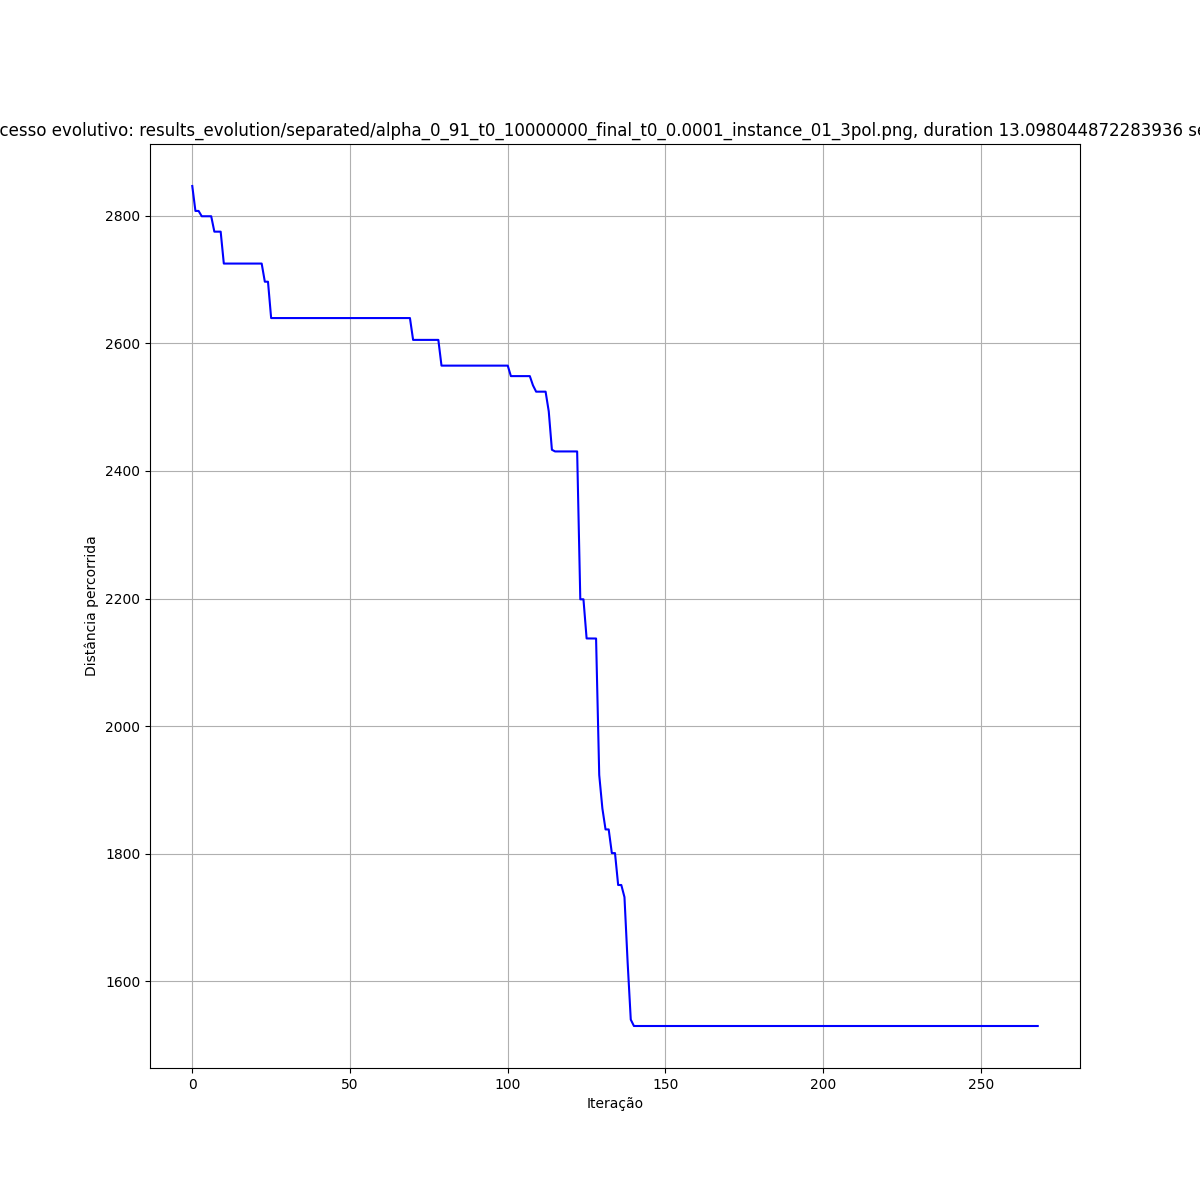 cesso evolutivo: results_evolution/separated/alpha_0_91_t0_10000000_final_t0_0.0001_instance_01_3pol.png, duration 13.098044872283936 se
2800
2600
2400
2200
2000
1800
1600
Distância percorrida
0 50 100 150 200 250
Iteração